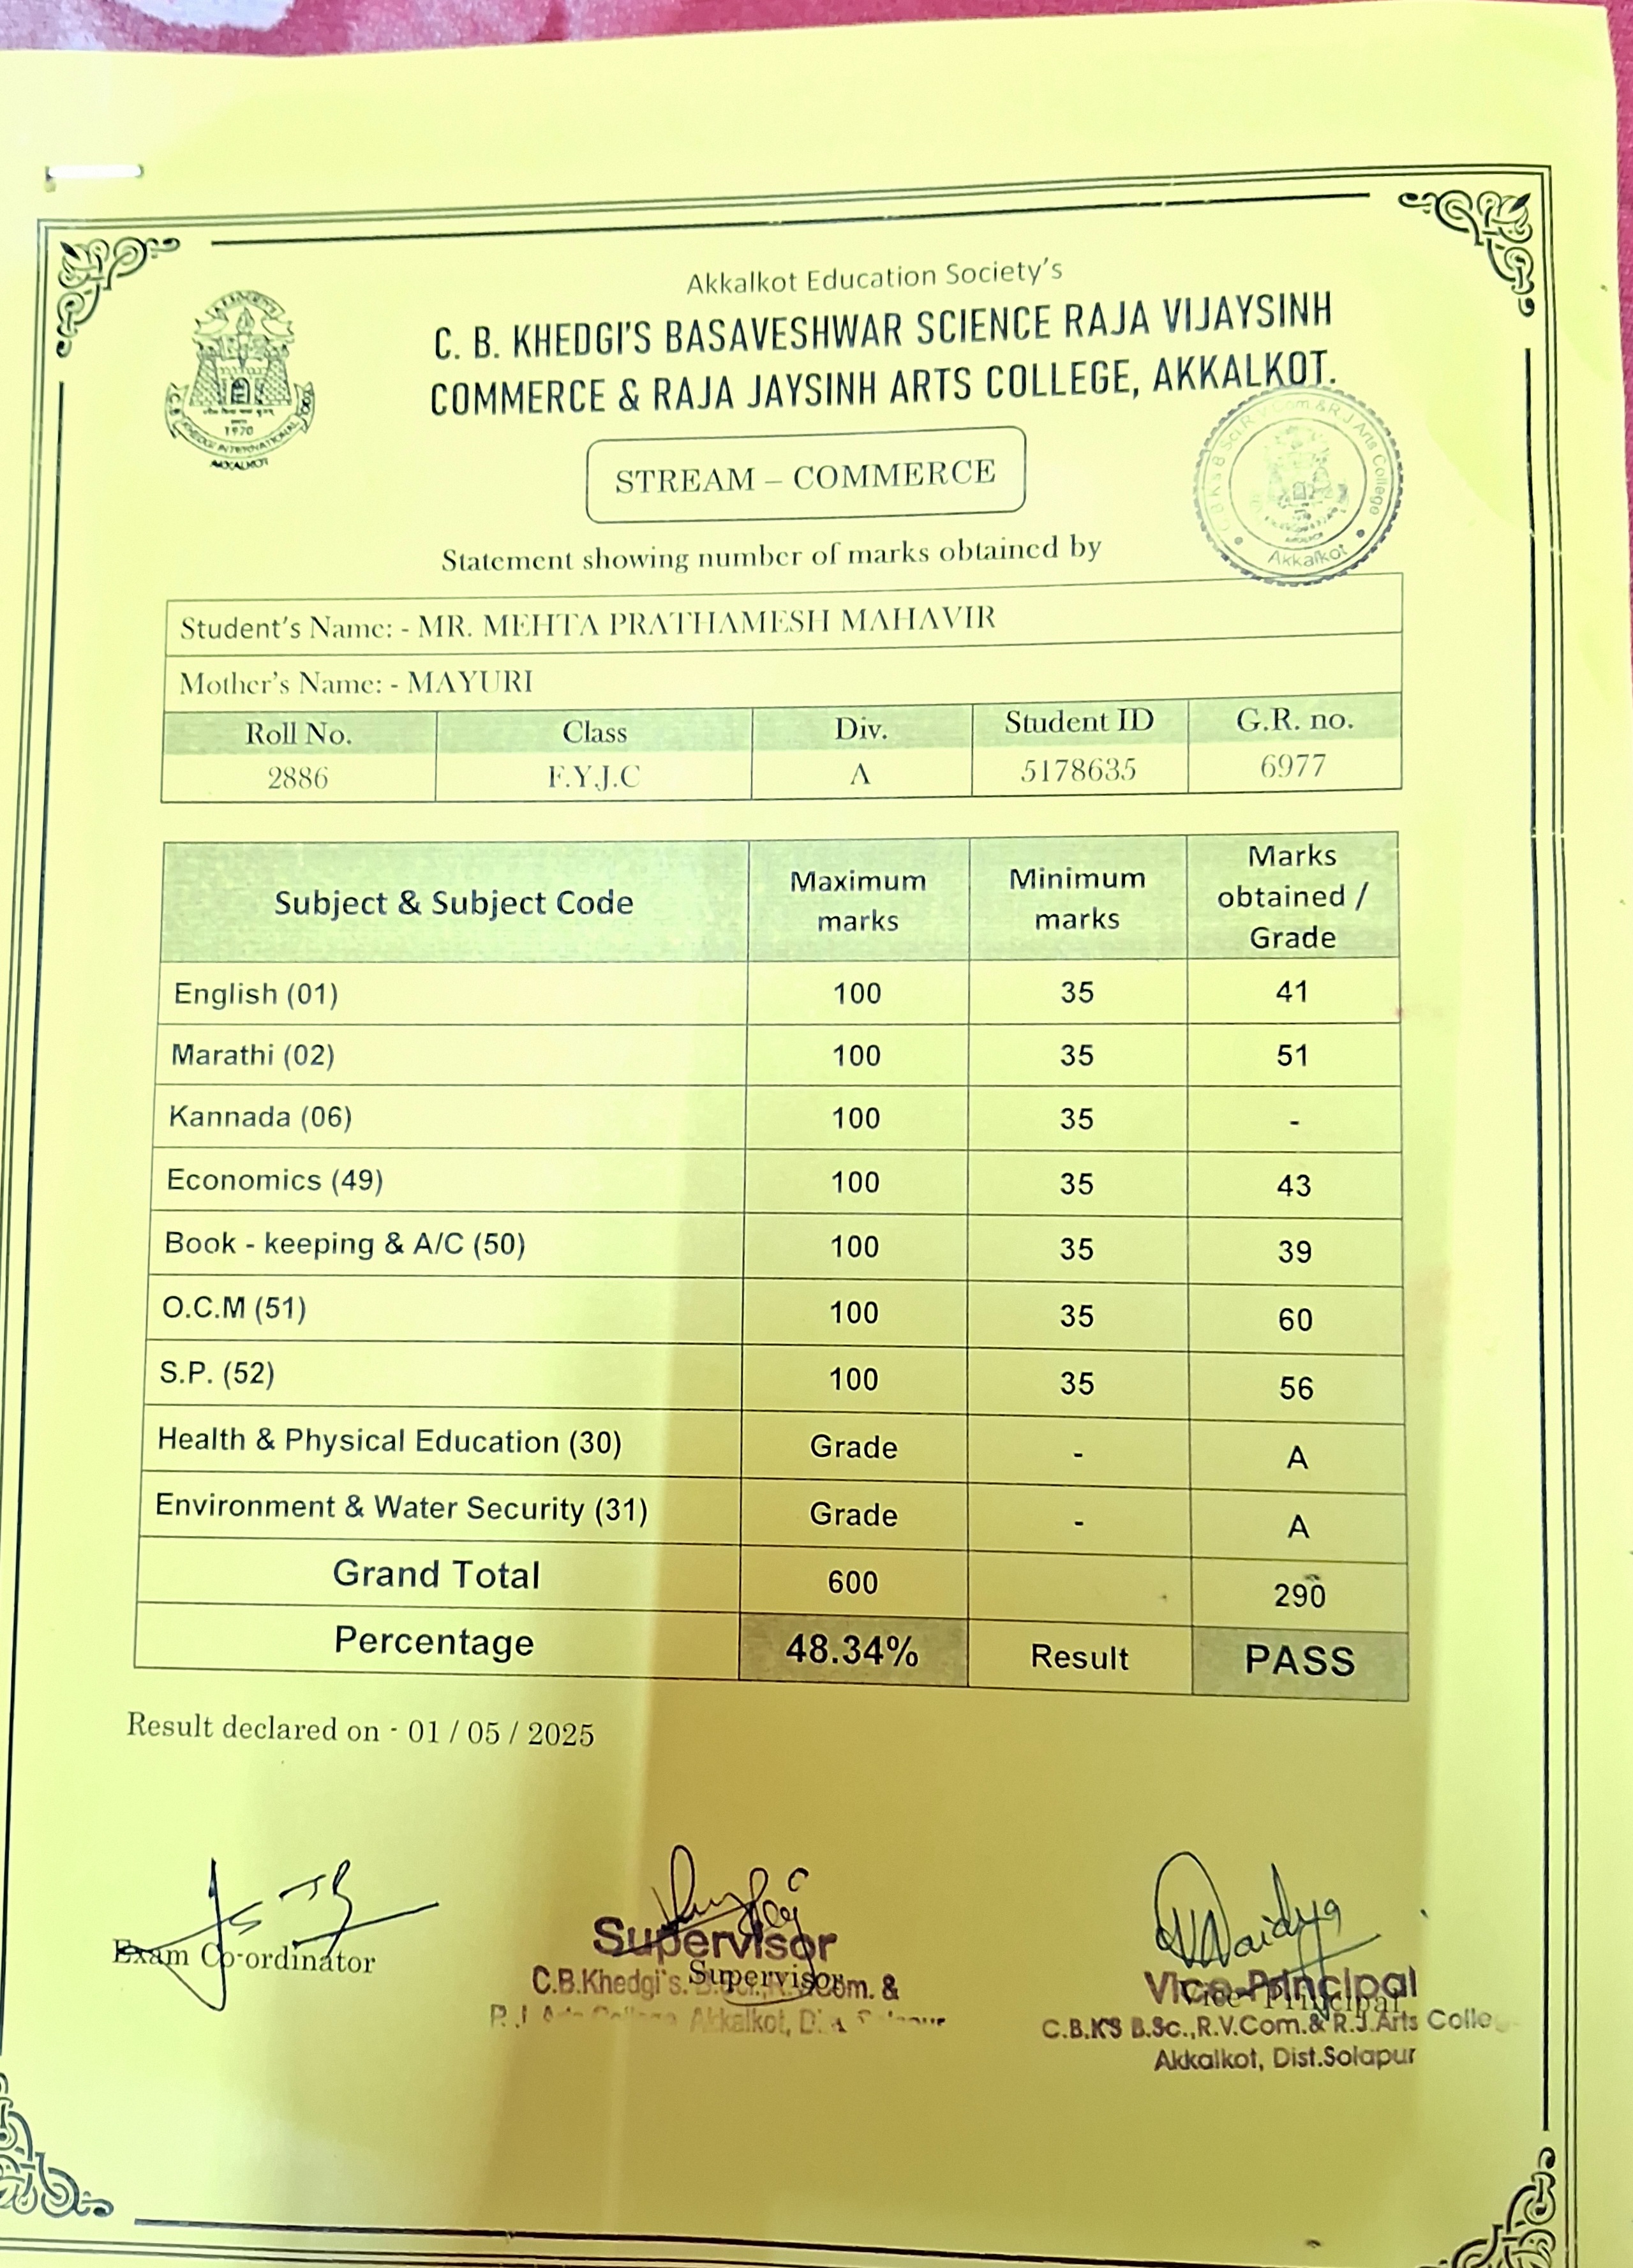 Akkalkot Education Society's
C. B. KHEDGI'S BASAVESHWAR SCIENCE RAJA VIJAYSINH
COMMERCE & RAJA JAYSINH ARTS COLLEGE, AKKALKOT.
1970
AKKALKOT
Akkalkot
STREAM – COMMERCE
Statement showing number of marks obtained by
Student's Name: - MR. MEHTA PRATHAMESH MAHAVIR
Mother's Name: - MAYURI
Roll No. Class Div. Student ID G.R. no.
2886 F.Y.J.C A 5178635 6977
Subject & Subject Code Maximum marks Minimum marks Marks obtained / Grade
English (01) 100 35 41
Marathi (02) 100 35 51
Kannada (06) 100 35 -
Economics (49) 100 35 43
Book - keeping & A/C (50) 100 35 39
O.C.M (51) 100 35 60
S.P. (52) 100 35 56
Health & Physical Education (30) Grade - A
Environment & Water Security (31) Grade - A
Grand Total 600 290
Percentage 48.34% Result PASS
Result declared on - 01 / 05 / 2025
Exam Co-ordinator
Supervisor
Supervisor
C.B.Khedgi's. Com. &
Akkalkot,
Vice-Principal
Vice-Principal
C.B.K'S B.Sc.,R.V.Com.& R.J.Arts
Akkalkot, Dist.Solapur